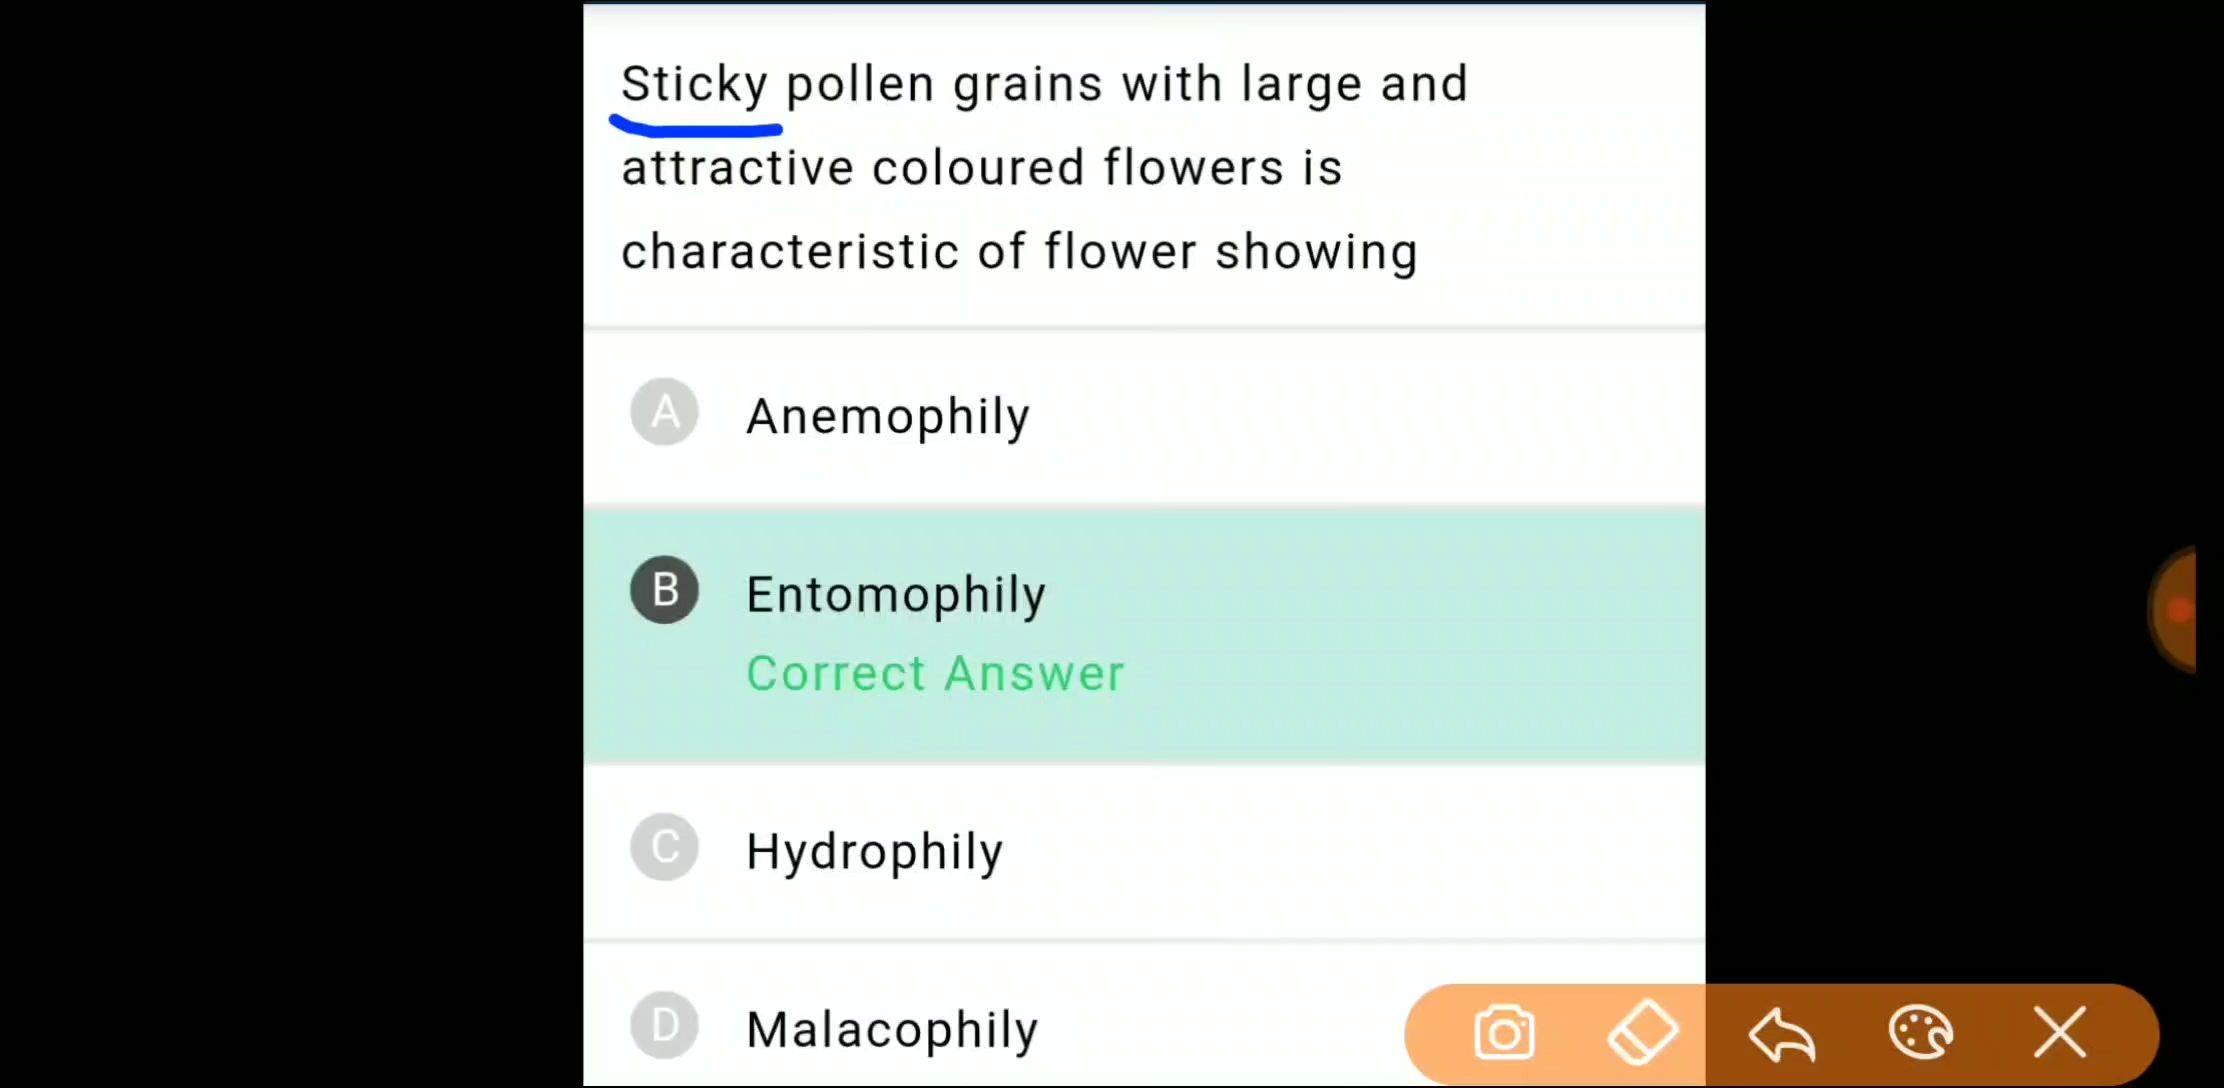 Sticky pollen grains with large and
attractive coloured flowers is
characteristic of flower showing
A Anemophily
B Entomophily
Correct Answer
C Hydrophily
D Malacophily